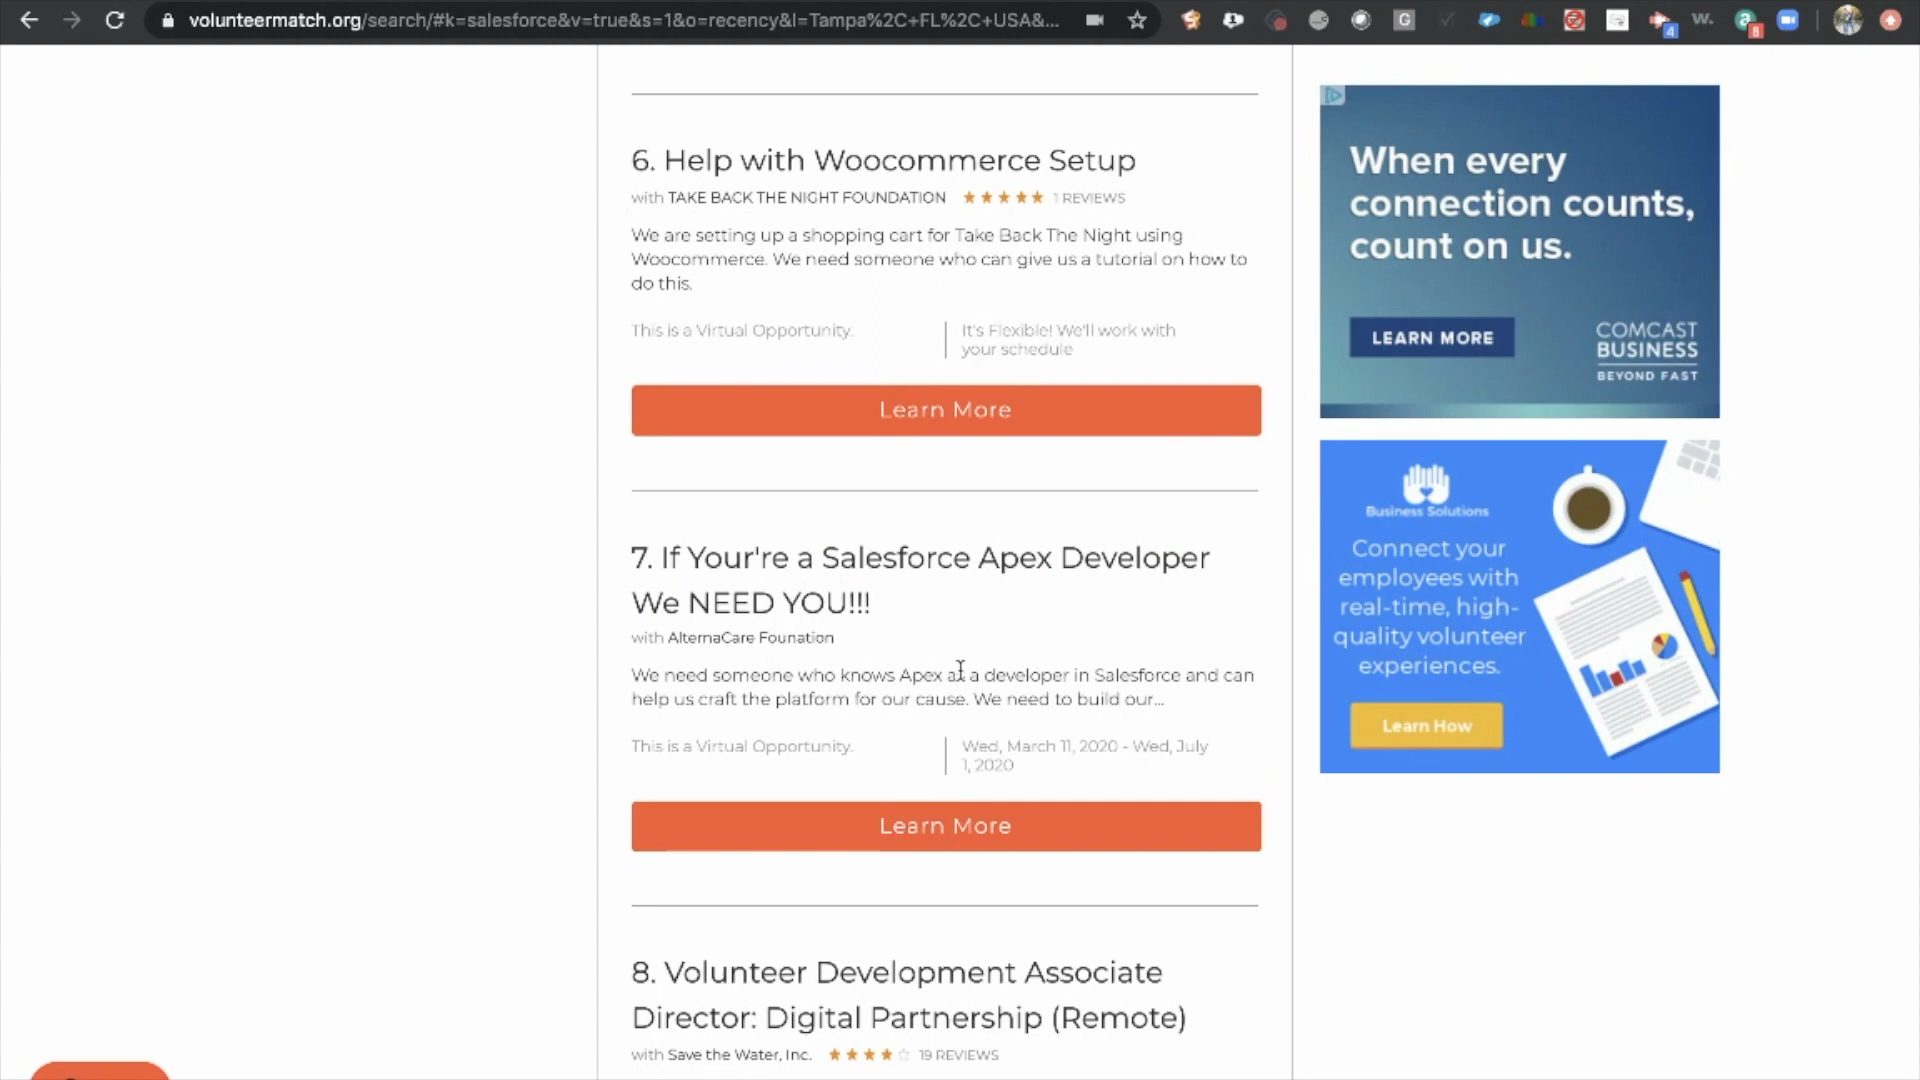 volunteermatch.org/search/#k=salesforce&v=true&s=1&o=recency&l=Tampa%2C+FL%2C+USA&...
6. Help with Woocommerce Setup
with TAKE BACK THE NIGHT FOUNDATION 1 REVIEWS
We are setting up a shopping cart for Take Back The Night using
Woocommerce. We need someone who can give us a tutorial on how to
do this.
This is a Virtual Opportunity.
It's Flexible! We'll work with
your schedule
Learn More
7. If Your're a Salesforce Apex Developer
We NEED YOU!!!
with AlternaCare Founation
We need someone who knows Apex as a developer in Salesforce and can
help us craft the platform for our cause. We need to build our...
This is a Virtual Opportunity.
Wed, March 11, 2020 - Wed, July
1, 2020
Learn More
8. Volunteer Development Associate
Director: Digital Partnership (Remote)
with Save the Water, Inc. 19 REVIEWS
When every
connection counts,
count on us.
LEARN MORE
COMCAST
BUSINESS
BEYOND FAST
Business Solutions
Connect your
employees with
real-time, high-
quality volunteer
experiences.
Learn How